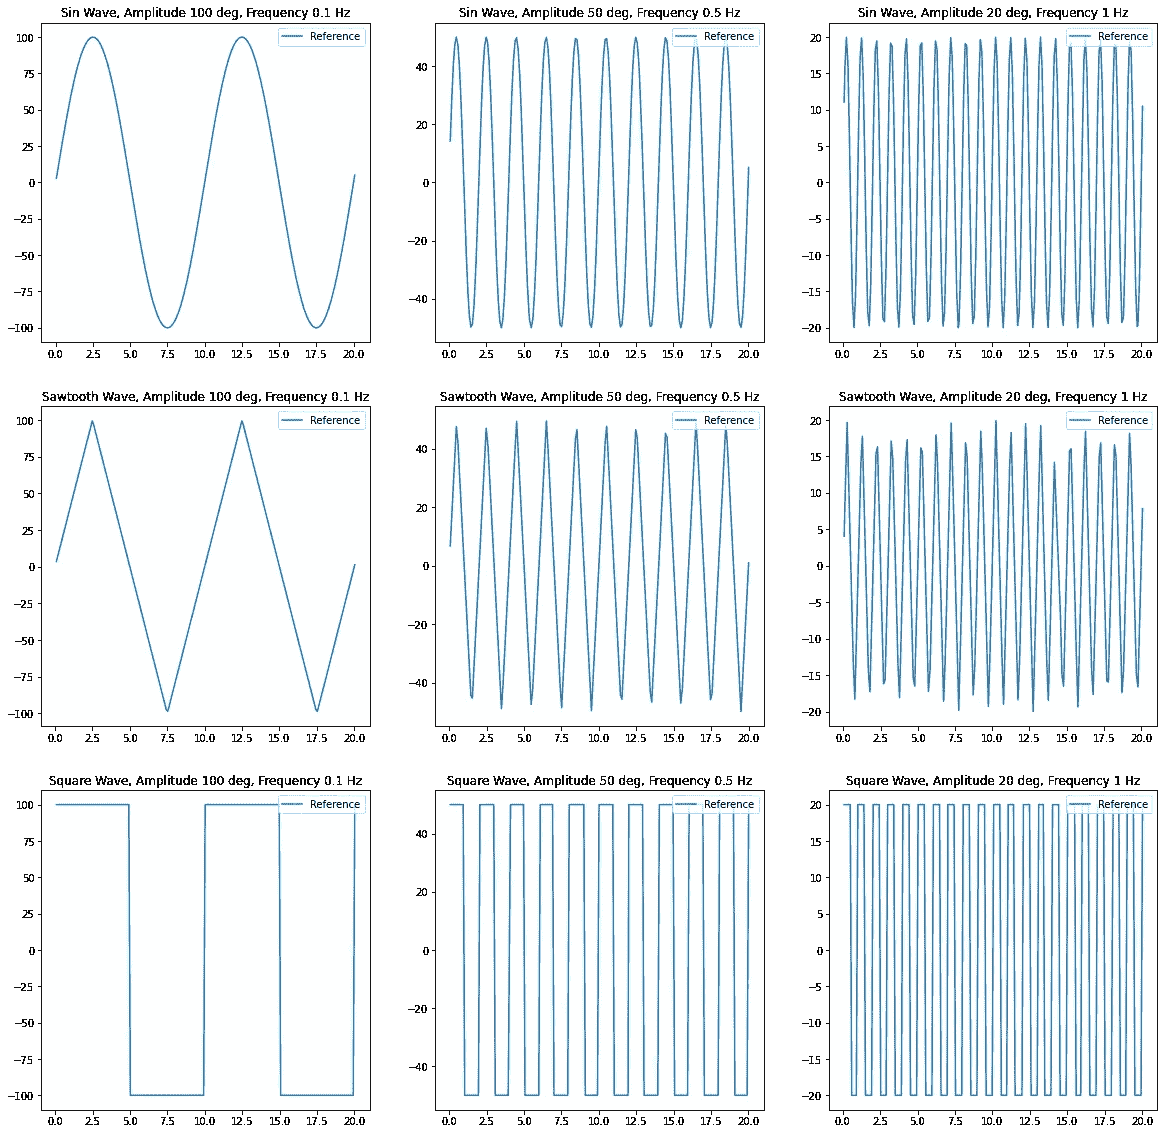 Sin Wave, Amplitude 100 deg, Frequency 0.1 Hz
Reference
100
75
50
25
0
−25
−50
−75
−100
0.0 2.5 5.0 7.5 10.0 12.5 15.0 17.5 20.0
Sin Wave, Amplitude 50 deg, Frequency 0.5 Hz
Reference
40
20
0
−20
−40
0.0 2.5 5.0 7.5 10.0 12.5 15.0 17.5 20.0
Sin Wave, Amplitude 20 deg, Frequency 1 Hz
Reference
20
15
10
5
0
−5
−10
−15
−20
0.0 2.5 5.0 7.5 10.0 12.5 15.0 17.5 20.0
Sawtooth Wave, Amplitude 100 deg, Frequency 0.1 Hz
Reference
100
75
50
25
0
−25
−50
−75
−100
0.0 2.5 5.0 7.5 10.0 12.5 15.0 17.5 20.0
Sawtooth Wave, Amplitude 50 deg, Frequency 0.5 Hz
Reference
40
20
0
−20
−40
0.0 2.5 5.0 7.5 10.0 12.5 15.0 17.5 20.0
Sawtooth Wave, Amplitude 20 deg, Frequency 1 Hz
Reference
20
15
10
5
0
−5
−10
−15
−20
0.0 2.5 5.0 7.5 10.0 12.5 15.0 17.5 20.0
Square Wave, Amplitude 100 deg, Frequency 0.1 Hz
Reference
100
75
50
25
0
−25
−50
−75
−100
0.0 2.5 5.0 7.5 10.0 12.5 15.0 17.5 20.0
Square Wave, Amplitude 50 deg, Frequency 0.5 Hz
Reference
40
20
0
−20
−40
0.0 2.5 5.0 7.5 10.0 12.5 15.0 17.5 20.0
Square Wave, Amplitude 20 deg, Frequency 1 Hz
Reference
20
15
10
5
0
−5
−10
−15
−20
0.0 2.5 5.0 7.5 10.0 12.5 15.0 17.5 20.0